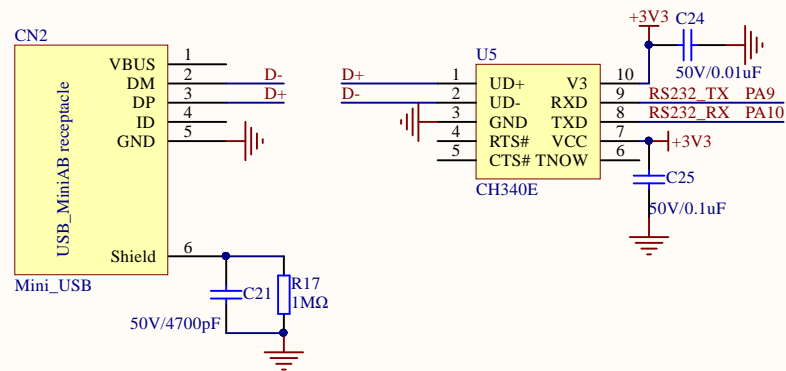 CN2
USB_MiniAB receptacle
VBUS 1
DM 2 D-
DP 3 D+
ID 4
GND 5
Shield 6
Mini_USB
C21
50V/4700pF
R17
1MΩ
U5
D+ 1 UD+
D- 2 UD-
3 GND
4 RTS#
5 CTS#
V3 10
RXD 9 RS232_TX PA9
TXD 8 RS232_RX PA10
VCC 7 +3V3
TNOW 6
CH340E
+3V3
C24
50V/0.01uF
C25
50V/0.1uF